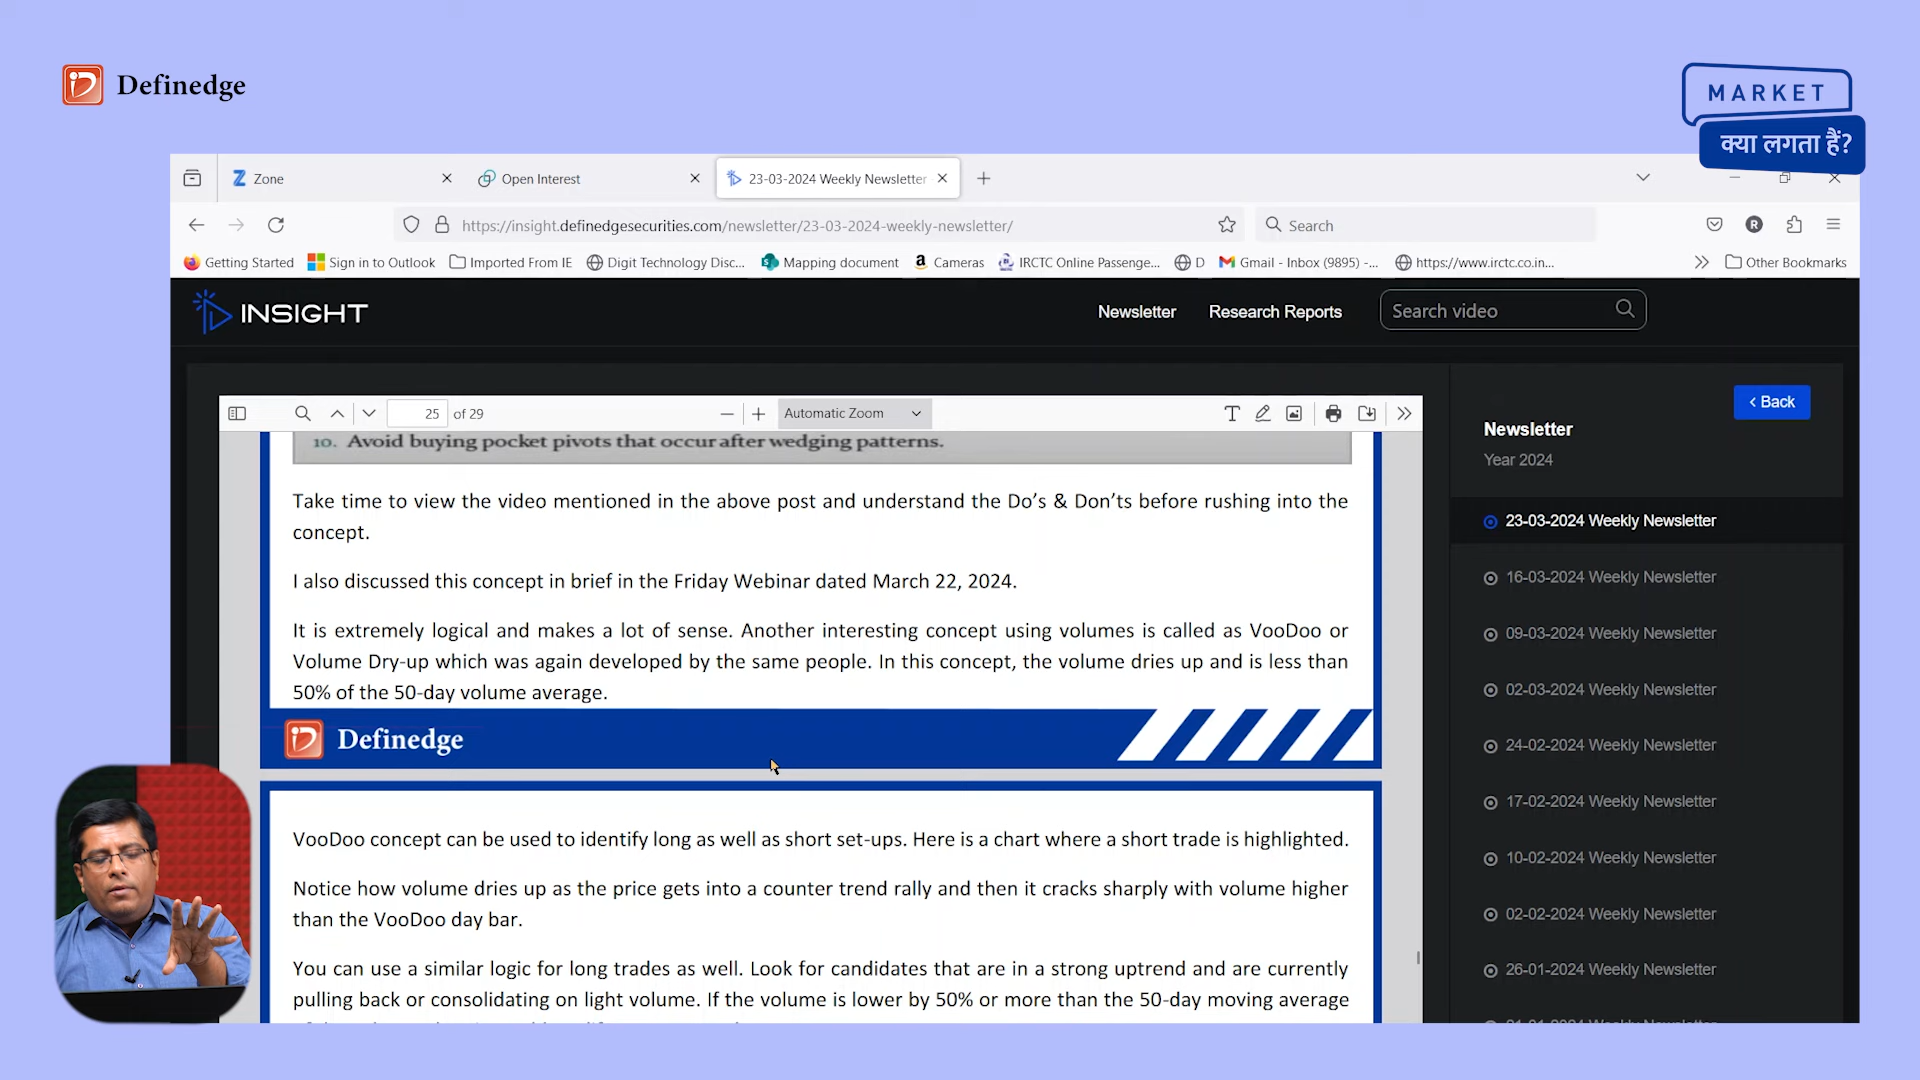 Definedge
MARKET
क्या लगता हैं?
Zone
Open Interest
23-03-2024 Weekly Newsletter
https://insight.definedgesecurities.com/newsletter/23-03-2024-weekly-newsletter/
Search
R
Getting Started
Sign in to Outlook
Imported From IE
Digit Technology Disc...
Mapping document
Cameras
IRCTC Online Passenge...
D
Gmail - Inbox (9895) -...
https://www.irctc.co.in...
Other Bookmarks
INSIGHT
Newsletter
Research Reports
Search video
25 of 29
Automatic Zoom
10. Avoid buying pocket pivots that occur after wedging patterns.
Take time to view the video mentioned in the above post and understand the Do’s & Don’ts before rushing into the
concept.
I also discussed this concept in brief in the Friday Webinar dated March 22, 2024.
It is extremely logical and makes a lot of sense. Another interesting concept using volumes is called as VooDoo or
Volume Dry-up which was again developed by the same people. In this concept, the volume dries up and is less than
50% of the 50-day volume average.
Definedge
VooDoo concept can be used to identify long as well as short set-ups. Here is a chart where a short trade is highlighted.
Notice how volume dries up as the price gets into a counter trend rally and then it cracks sharply with volume higher
than the VooDoo day bar.
You can use a similar logic for long trades as well. Look for candidates that are in a strong uptrend and are currently
pulling back or consolidating on light volume. If the volume is lower by 50% or more than the 50-day moving average
< Back
Newsletter
Year 2024
23-03-2024 Weekly Newsletter
16-03-2024 Weekly Newsletter
09-03-2024 Weekly Newsletter
02-03-2024 Weekly Newsletter
24-02-2024 Weekly Newsletter
17-02-2024 Weekly Newsletter
10-02-2024 Weekly Newsletter
02-02-2024 Weekly Newsletter
26-01-2024 Weekly Newsletter